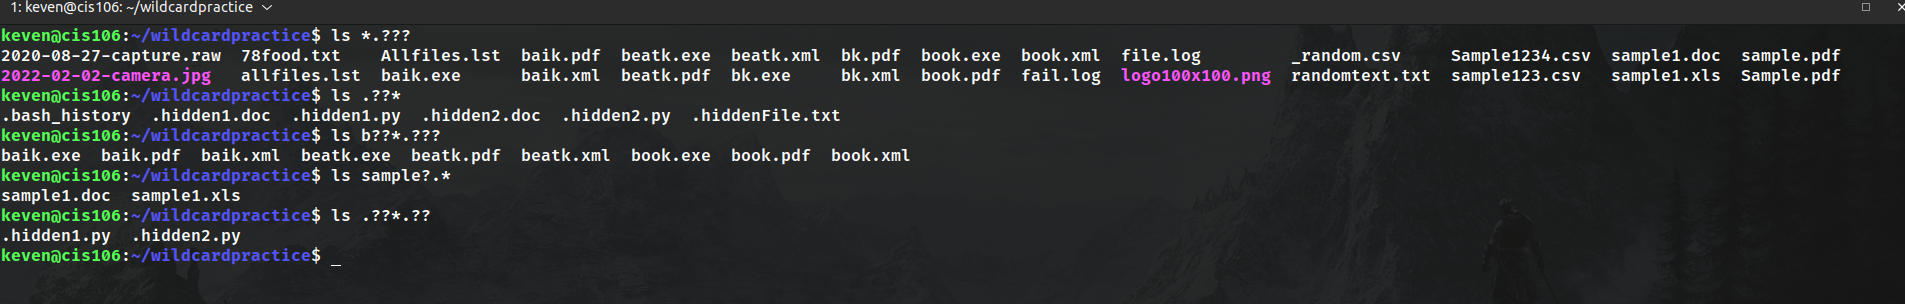 1: keven@cis106: ~/wildcardpractice
keven@cis106:~/wildcardpractice$ ls *.???
2020-08-27-capture.raw  78food.txt    Allfiles.lst  baik.pdf  beatk.exe  beatk.xml  bk.pdf  book.exe  book.xml  file.log         _random.csv     Sample1234.csv  sample1.doc  sample.pdf
2022-02-02-camera.jpg   allfiles.lst  baik.exe      baik.xml  beatk.pdf  bk.exe     bk.xml  book.pdf  fail.log  logo100x100.png  randomtext.txt  sample123.csv   sample1.xls  Sample.pdf
keven@cis106:~/wildcardpractice$ ls .??*
.bash_history  .hidden1.doc  .hidden1.py  .hidden2.doc  .hidden2.py  .hiddenFile.txt
keven@cis106:~/wildcardpractice$ ls b??*.???
baik.exe  baik.pdf  baik.xml  beatk.exe  beatk.pdf  beatk.xml  book.exe  book.pdf  book.xml
keven@cis106:~/wildcardpractice$ ls sample?.*
sample1.doc  sample1.xls
keven@cis106:~/wildcardpractice$ ls .??*.??
.hidden1.py  .hidden2.py
keven@cis106:~/wildcardpractice$ _